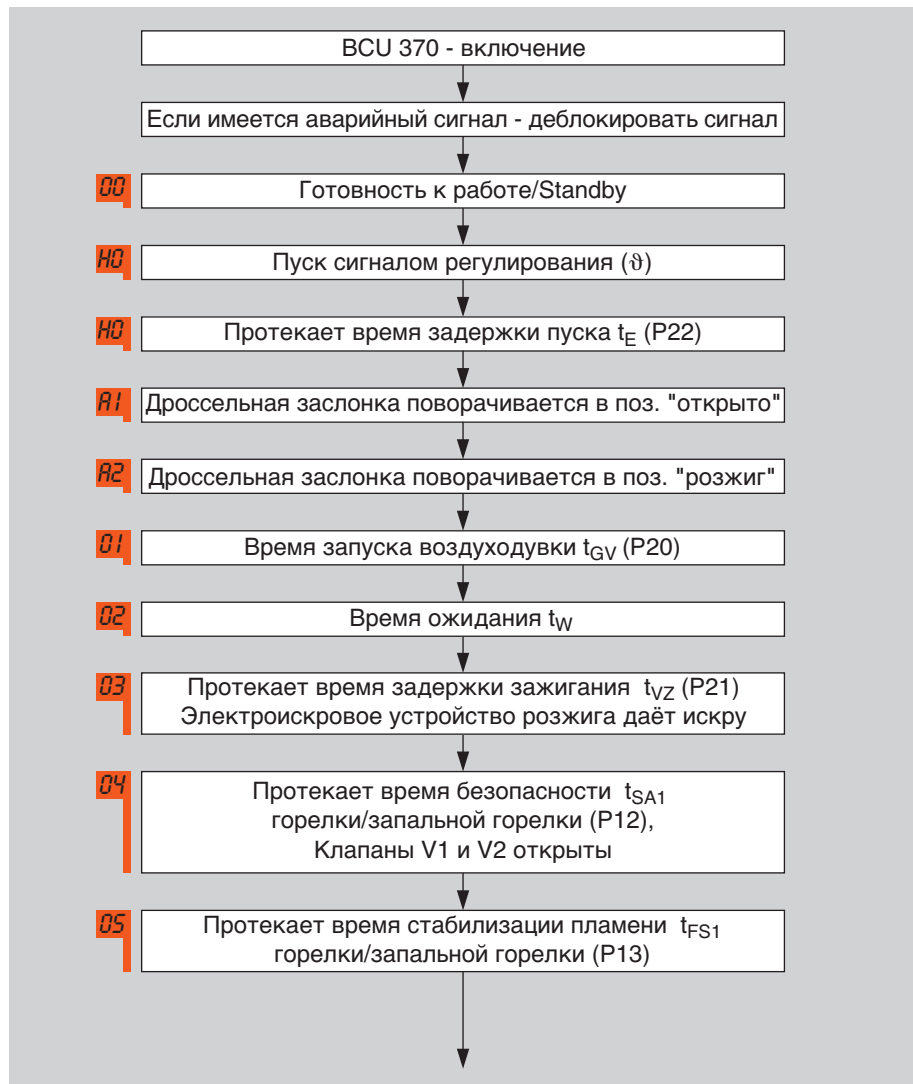 BCU 370 - включение
Если имеется аварийный сигнал - деблокировать сигнал
00 Готовность к работе/Standby
H0 Пуск сигналом регулирования (ϑ)
H0 Протекает время задержки пуска tE (P22)
A1 Дроссельная заслонка поворачивается в поз. "открыто"
A2 Дроссельная заслонка поворачивается в поз. "розжиг"
01 Время запуска воздуходувки tGV (P20)
02 Время ожидания tW
03 Протекает время задержки зажигания tVZ (P21)
Электроискровое устройство розжига даёт искру
04 Протекает время безопасности tSA1
горелки/запальной горелки (P12),
Клапаны V1 и V2 открыты
05 Протекает время стабилизации пламени tFS1
горелки/запальной горелки (P13)